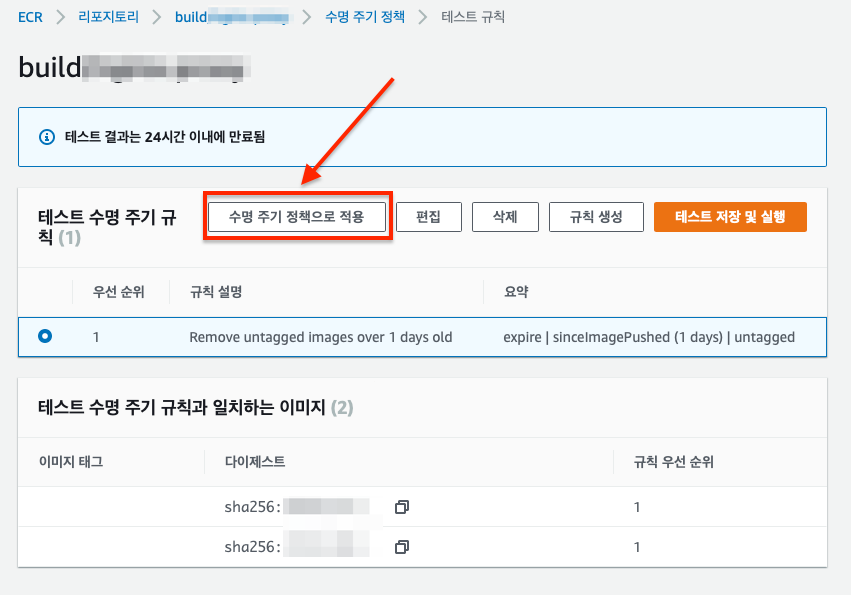 ECR > 리포지토리 > build > 수명 주기 정책 > 테스트 규칙
build
테스트 결과는 24시간 이내에 만료됨
테스트 수명 주기 규
칙 (1)
수명 주기 정책으로 적용 편집 삭제 규칙 생성 테스트 저장 및 실행
우선 순위 규칙 설명 요약
1 Remove untagged images over 1 days old expire | sinceImagePushed (1 days) | untagged
테스트 수명 주기 규칙과 일치하는 이미지 (2)
이미지 태그 다이제스트 규칙 우선 순위
sha256: 1
sha256: 1